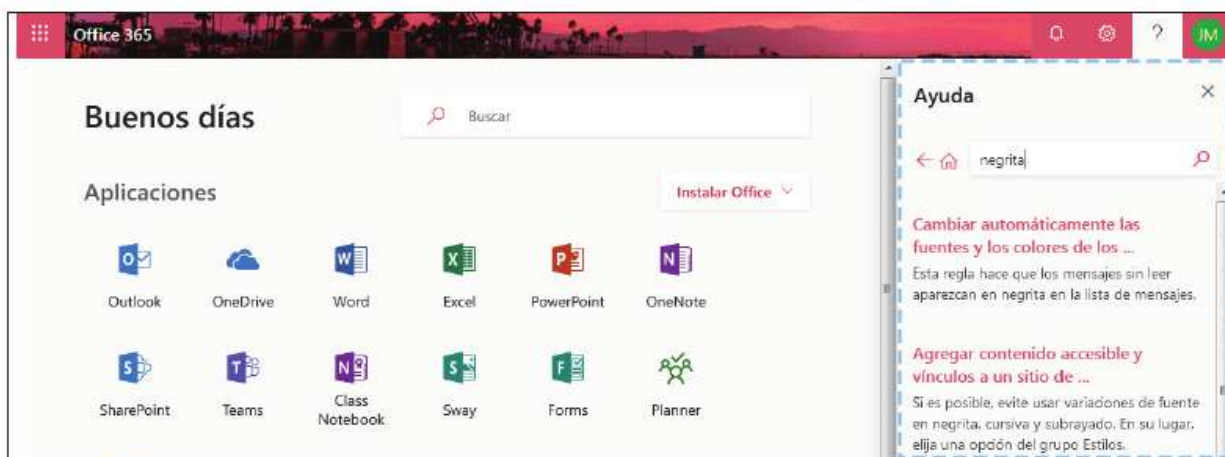 Office 365
?
JM
Buenos días
Buscar
Aplicaciones
Instalar Office
Outlook
OneDrive
Word
Excel
PowerPoint
OneNote
SharePoint
Teams
Class
Notebook
Sway
Forms
Planner
Ayuda
negrita
Cambiar automáticamente las
fuentes y los colores de los ...
Esta regla hace que los mensajes sin leer
aparezcan en negrita en la lista de mensajes.
Agregar contenido accesible y
vínculos a un sitio de ...
Si es posible, evite usar variaciones de fuente
en negrita, cursiva y subrayado. En su lugar,
elija una opción del grupo Estilos.